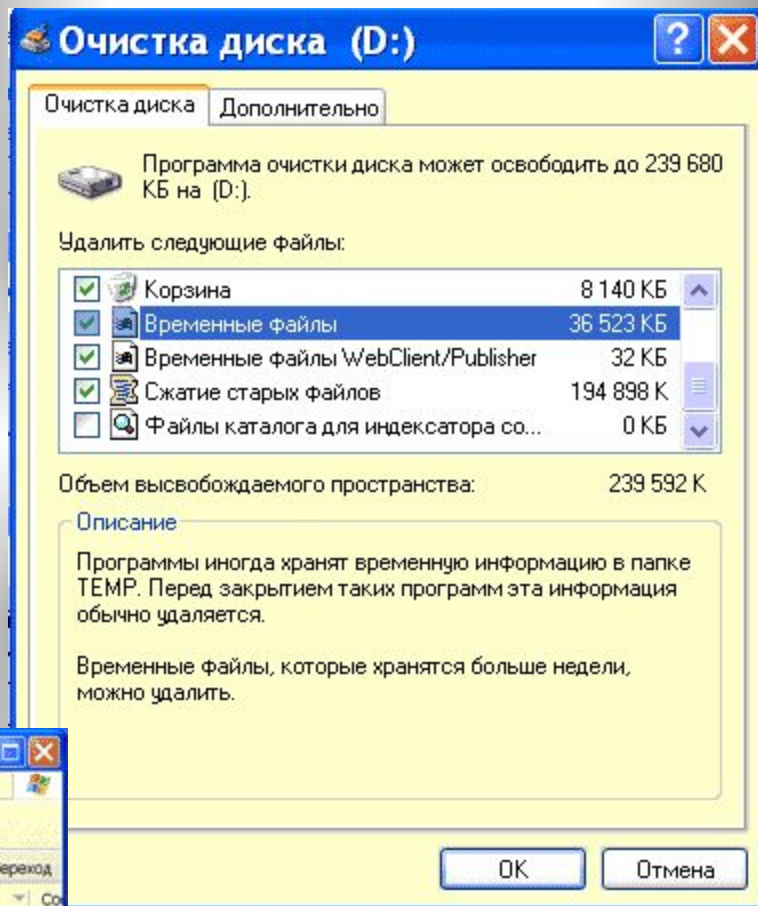 Очистка диска (D:)
Очистка диска Дополнительно
Программа очистки диска может освободить до 239 680
КБ на (D:).
Удалить следующие файлы:
Корзина 8 140 КБ
Временные файлы 36 523 КБ
Временные файлы WebClient/Publisher 32 КБ
Сжатие старых файлов 194 898 К
Файлы каталога для индексатора со... 0 КБ
Объем высвобождаемого пространства: 239 592 К
Описание
Программы иногда хранят временную информацию в папке
TEMP. Перед закрытием таких программ эта информация
обычно удаляется.
Временные файлы, которые хранятся больше недели,
можно удалить.
ереход
Со
ОК Отмена